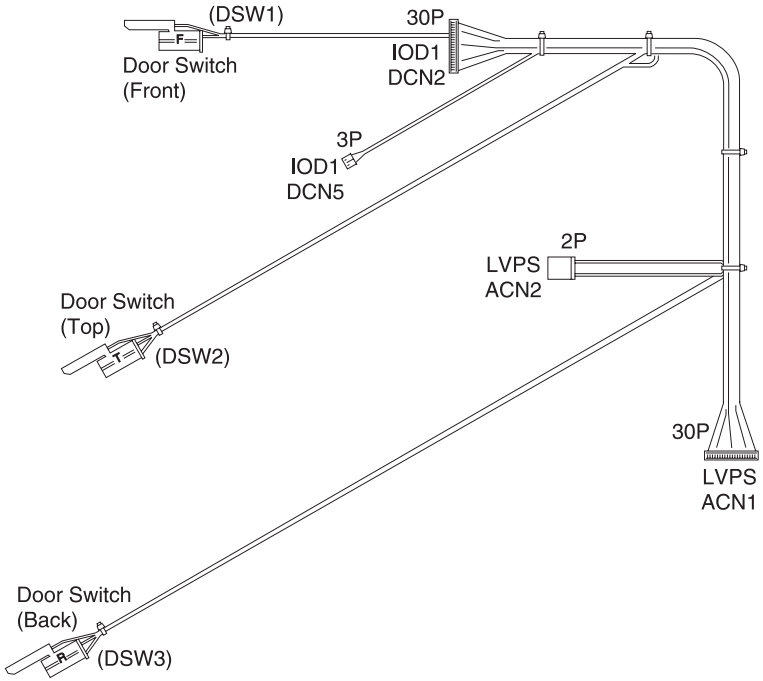 (DSW1)
F
Door Switch
(Front)
30P
IOD1
DCN2
3P
IOD1
DCN5
2P
LVPS
ACN2
Door Switch
(Top)
T
(DSW2)
30P
LVPS
ACN1
Door Switch
(Back)
R
(DSW3)